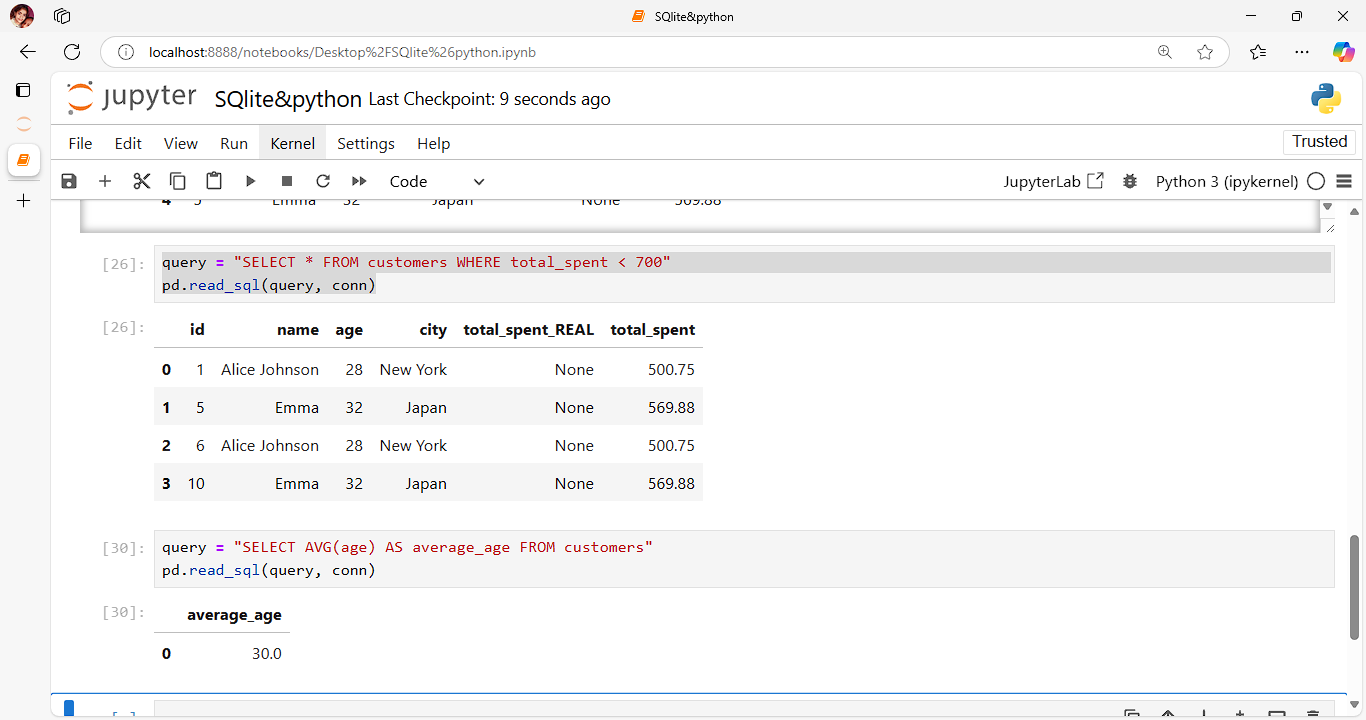 SQlite&python
localhost:8888/notebooks/Desktop%2FSQlite%26python.ipynb
jupyter SQlite&python Last Checkpoint: 9 seconds ago
File Edit View Run Kernel Settings Help Trusted
Code JupyterLab Python 3 (ipykernel)
4 5 Emma 32 Japan None 569.88
[26]: query = "SELECT * FROM customers WHERE total_spent < 700"
pd.read_sql(query, conn)
[26]: id name age city total_spent_REAL total_spent
0 1 Alice Johnson 28 New York None 500.75
1 5 Emma 32 Japan None 569.88
2 6 Alice Johnson 28 New York None 500.75
3 10 Emma 32 Japan None 569.88
[30]: query = "SELECT AVG(age) AS average_age FROM customers"
pd.read_sql(query, conn)
[30]: average_age
0 30.0
[ ]: